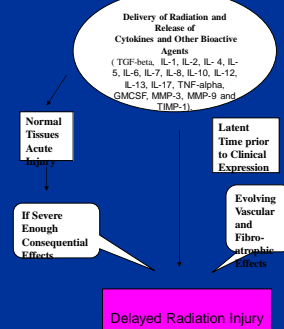 Delivery of Radiation and
Release of
Cytokines and Other Bioactive
Agents
( TGF-beta, IL-1, IL-2, IL- 4, IL-
5, IL-6, IL-7, IL-8, IL-10, IL-12,
IL-13, IL-17, TNF-alpha,
GMCSF, MMP-3, MMP-9 and
TIMP-1).
Normal
Tissues
Acute
Injury
Latent
Time prior
to Clinical
Expression
If Severe
Enough
Consequential
Effects
Evolving
Vascular
and
Fibro-
atrophic
Effects
Delayed Radiation Injury